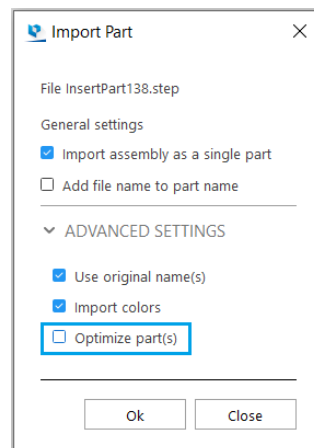 Import Part
File InsertPart138.step
General settings
Import assembly as a single part
Add file name to part name
ADVANCED SETTINGS
Use original name(s)
Import colors
Optimize part(s)
Ok
Close